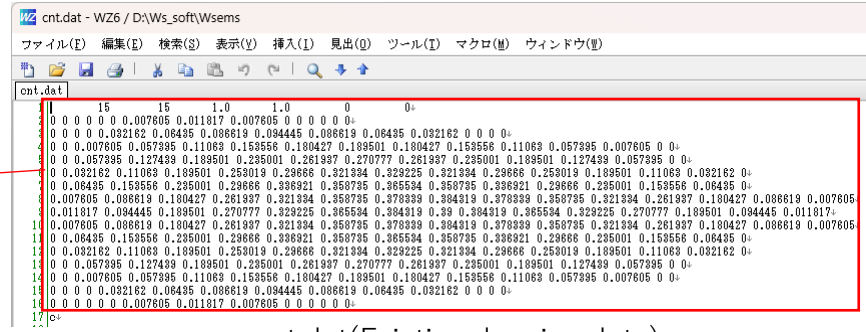 WZ cnt.dat - WZ6 / D:\Ws_soft\Wsems
ファイル(F) 編集(E) 検索(S) 表示(V) 挿入(I) 見出(O) ツール(T) マクロ(M) ウィンドウ(W)
cnt.dat
1 15 15 1.0 1.0 0 0
2 0 0 0 0 0 0 0.007605 0.011817 0.007605 0 0 0 0 0 0
3 0 0 0 0 0.032162 0.06435 0.086619 0.094445 0.086619 0.06435 0.032162 0 0 0 0
4 0 0 0.007605 0.057395 0.11063 0.153556 0.180427 0.189501 0.180427 0.153556 0.11063 0.057395 0.007605 0 0
5 0 0 0.057395 0.127439 0.189501 0.235001 0.261937 0.270777 0.261937 0.235001 0.189501 0.127439 0.057395 0 0
6 0 0.032162 0.11063 0.189501 0.253019 0.29666 0.321334 0.329225 0.321334 0.29666 0.253019 0.189501 0.11063 0.032162 0
7 0 0.06435 0.153556 0.235001 0.29666 0.336921 0.358735 0.365534 0.358735 0.336921 0.29666 0.235001 0.153556 0.06435 0
8 0.007605 0.086619 0.180427 0.261937 0.321334 0.358735 0.378339 0.384319 0.378339 0.358735 0.321334 0.261937 0.180427 0.086619 0.007605
9 0.011817 0.094445 0.189501 0.270777 0.329225 0.365534 0.384319 0.39 0.384319 0.365534 0.329225 0.270777 0.189501 0.094445 0.011817
10 0.007605 0.086619 0.180427 0.261937 0.321334 0.358735 0.378339 0.384319 0.378339 0.358735 0.321334 0.261937 0.180427 0.086619 0.007605
11 0 0.06435 0.153556 0.235001 0.29666 0.336921 0.358735 0.365534 0.358735 0.336921 0.29666 0.235001 0.153556 0.06435 0
12 0 0.032162 0.11063 0.189501 0.253019 0.29666 0.321334 0.329225 0.321334 0.29666 0.253019 0.189501 0.11063 0.032162 0
13 0 0 0.057395 0.127439 0.189501 0.235001 0.261937 0.270777 0.261937 0.235001 0.189501 0.127439 0.057395 0 0
14 0 0 0.007605 0.057395 0.11063 0.153556 0.180427 0.189501 0.180427 0.153556 0.11063 0.057395 0.007605 0 0
15 0 0 0 0 0.032162 0.06435 0.086619 0.094445 0.086619 0.06435 0.032162 0 0 0 0
16 0 0 0 0 0 0 0.007605 0.011817 0.007605 0 0 0 0 0 0
17 c